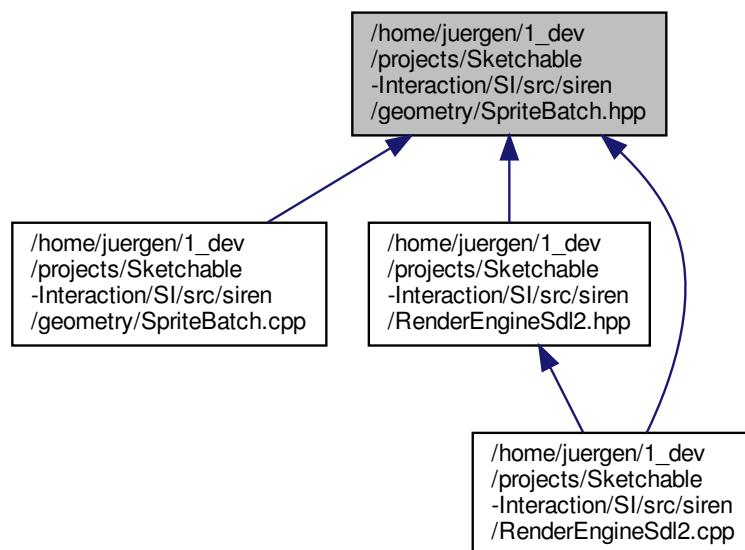 /home/juergen/1_dev
/projects/Sketchable
-Interaction/SI/src/siren
/geometry/SpriteBatch.hpp
/home/juergen/1_dev
/projects/Sketchable
-Interaction/SI/src/siren
/geometry/SpriteBatch.cpp
/home/juergen/1_dev
/projects/Sketchable
-Interaction/SI/src/siren
/RenderEngineSdl2.hpp
/home/juergen/1_dev
/projects/Sketchable
-Interaction/SI/src/siren
/RenderEngineSdl2.cpp